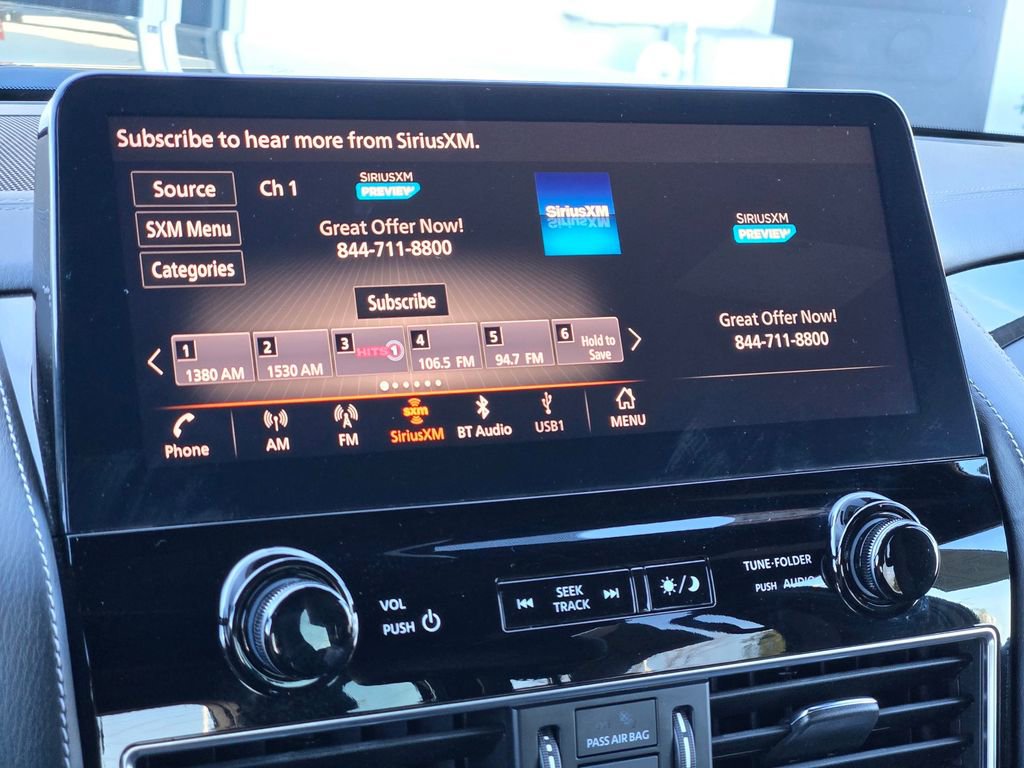 Subscribe to hear more from SiriusXM.
Source
Ch 1
SIRIUSXM
PREVIEW
SXM Menu
Great Offer Now!
844-711-8800
Categories
SiriusXM
SIRIUSXM
PREVIEW
Subscribe
Great Offer Now!
844-711-8800
1
1380 AM
2
1530 AM
3
HITS 1
4
106.5 FM
5
94.7 FM
6
Hold to
Save
Phone
AM
FM
sxm
SiriusXM
BT Audio
USB1
MENU
VOL
PUSH
SEEK
TRACK
TUNE·FOLDER
PUSH AUDIO
PASS AIR BAG